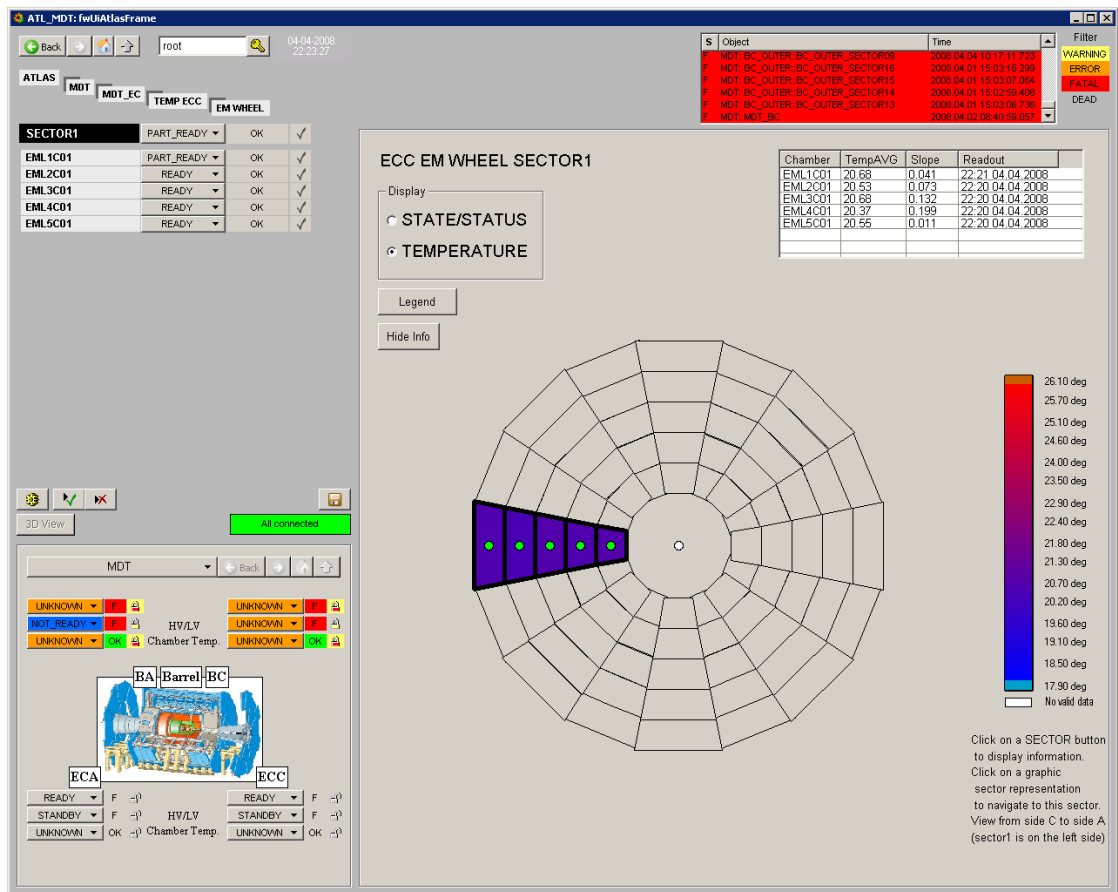 ATL_MDT: fwUiAtlasFrame
Back
root
04-04-2008
22:23:27
S Object Time
F MDT: BC_OUTER::BC_OUTER_SECTOR09 2008.04.04 10:17:11.723
F MDT: BC_OUTER::BC_OUTER_SECTOR16 2008.04.01 15:03:16.299
F MDT: BC_OUTER::BC_OUTER_SECTOR15 2008.04.01 15:03:07.064
F MDT: BC_OUTER::BC_OUTER_SECTOR14 2008.04.01 15:02:59.408
F MDT: BC_OUTER::BC_OUTER_SECTOR13 2008.04.01 15:03:06.736
F MDT: MDT_BC 2008.04.02 08:40:59.057
Filter
WARNING
ERROR
FATAL
DEAD
ATLAS
MDT
MDT_EC
TEMP ECC
EM WHEEL
SECTOR1 PART_READY OK
EML1C01 PART_READY OK
EML2C01 READY OK
EML3C01 READY OK
EML4C01 READY OK
EML5C01 READY OK
3D View
All connected
MDT Back
UNKNOWN F UNKNOWN F
NOT_READY F HV/LV UNKNOWN F
UNKNOWN OK Chamber Temp. UNKNOWN OK
BA Barrel BC
ECA ECC
READY F READY F
STANDBY F HV/LV STANDBY F
UNKNOWN OK Chamber Temp. UNKNOWN OK
ECC EM WHEEL SECTOR1
Display
STATE/STATUS
TEMPERATURE
Legend
Hide Info
Chamber TempAVG Slope Readout
EML1C01 20.68 0.041 22:21 04.04.2008
EML2C01 20.53 0.073 22:20 04.04.2008
EML3C01 20.68 0.132 22:20 04.04.2008
EML4C01 20.37 0.199 22:20 04.04.2008
EML5C01 20.55 0.011 22:20 04.04.2008
26.10 deg
25.70 deg
25.10 deg
24.60 deg
24.00 deg
23.50 deg
22.90 deg
22.40 deg
21.80 deg
21.30 deg
20.70 deg
20.20 deg
19.60 deg
19.10 deg
18.50 deg
17.90 deg
No valid data
Click on a SECTOR button
to display information.
Click on a graphic
sector representation
to navigate to this sector.
View from side C to side A
(sector1 is on the left side)